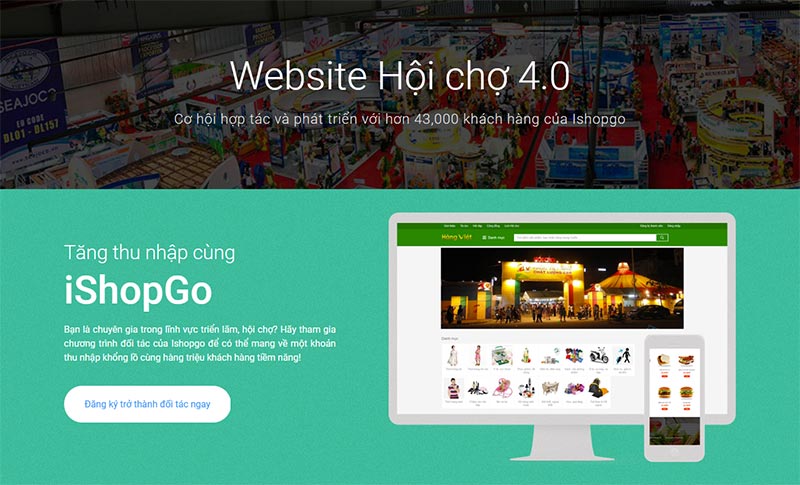 SEAJOCO
Website Hội chợ 4.0
Cơ hội hợp tác và phát triển với hơn 43,000 khách hàng của Ishopgo
Tăng thu nhập cùng
iShopGo
Bạn là chuyên gia trong lĩnh vực triển lãm, hội chợ? Hãy tham gia
chương trình đối tác của Ishopgo để có thể mang về một khoản
thu nhập khổng lồ cùng hàng triệu khách hàng tiềm năng!
Đăng ký trở thành đối tác ngay
Hàng Việt
Danh mục
Danh mục